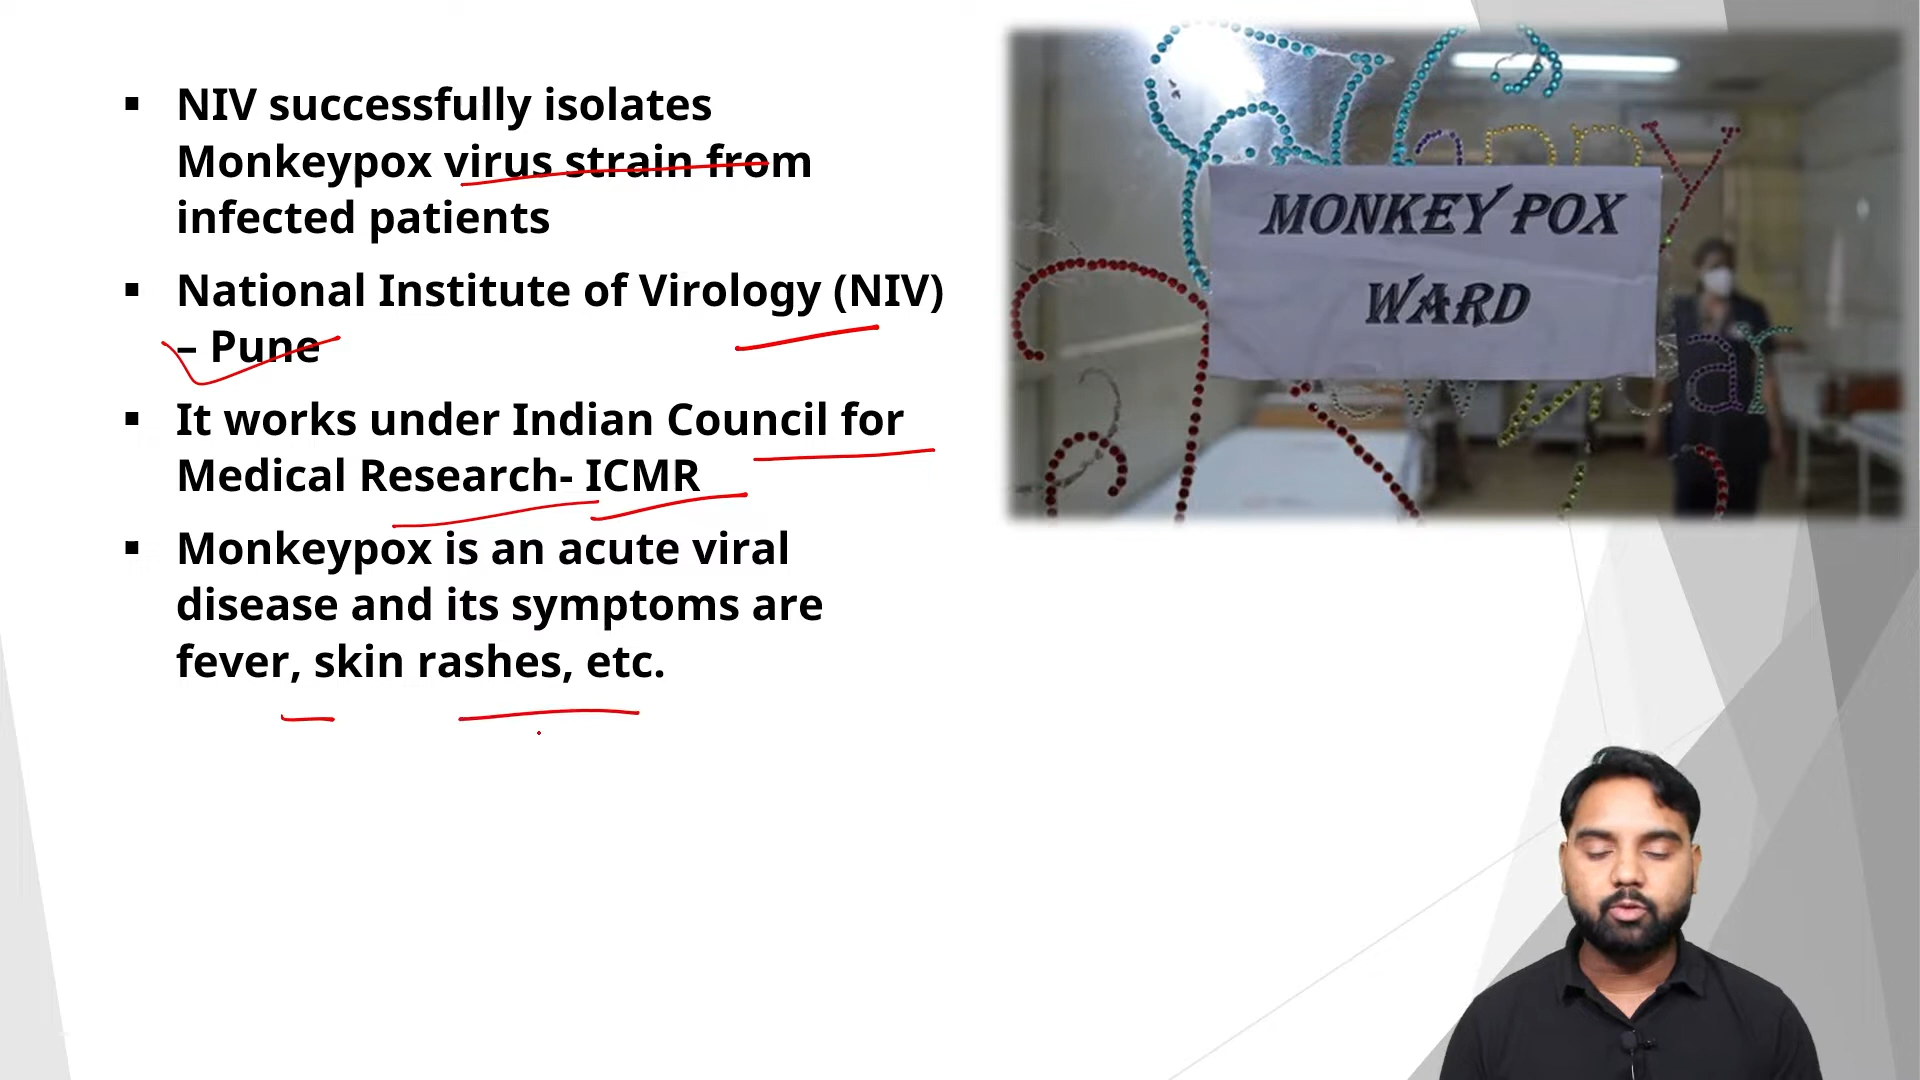 ▪ NIV successfully isolates
Monkeypox virus strain from
infected patients
▪ National Institute of Virology (NIV)
– Pune
▪ It works under Indian Council for
Medical Research- ICMR
▪ Monkeypox is an acute viral
disease and its symptoms are
fever, skin rashes, etc.
MONKEY POX
WARD